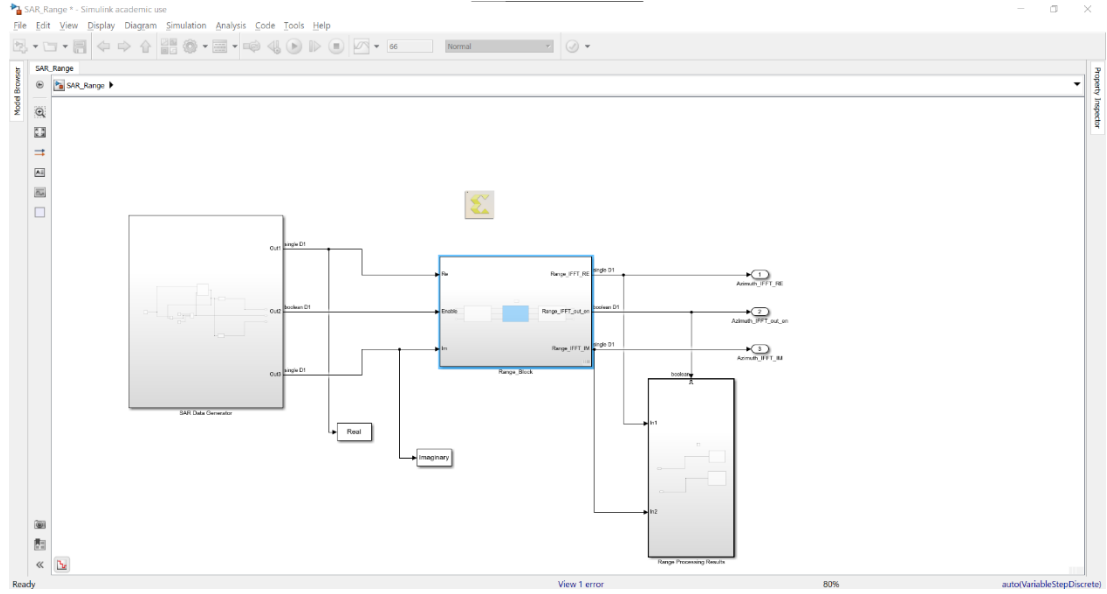 SAR_Range * - Simulink academic use
File Edit View Display Diagram Simulation Analysis Code Tools Help
66 Normal
SAR_Range
SAR_Range
Model Browser
Property Inspector
Out1 single D1
Out2 boolean D1
Out3 single D1
SAR Data Generator
Real
Imaginary
Re
Enable
Im
Range_IFFT_RE single D1
Range_IFFT_out_en boolean D1
Range_IFFT_IM single D1
Range_Block
1
Azimuth_IFFT_RE
2
Azimuth_IFFT_out_en
3
Azimuth_IFFT_IM
boolean
In1
In2
Range Processing Results
Ready View 1 error 80% auto(VariableStepDiscrete)